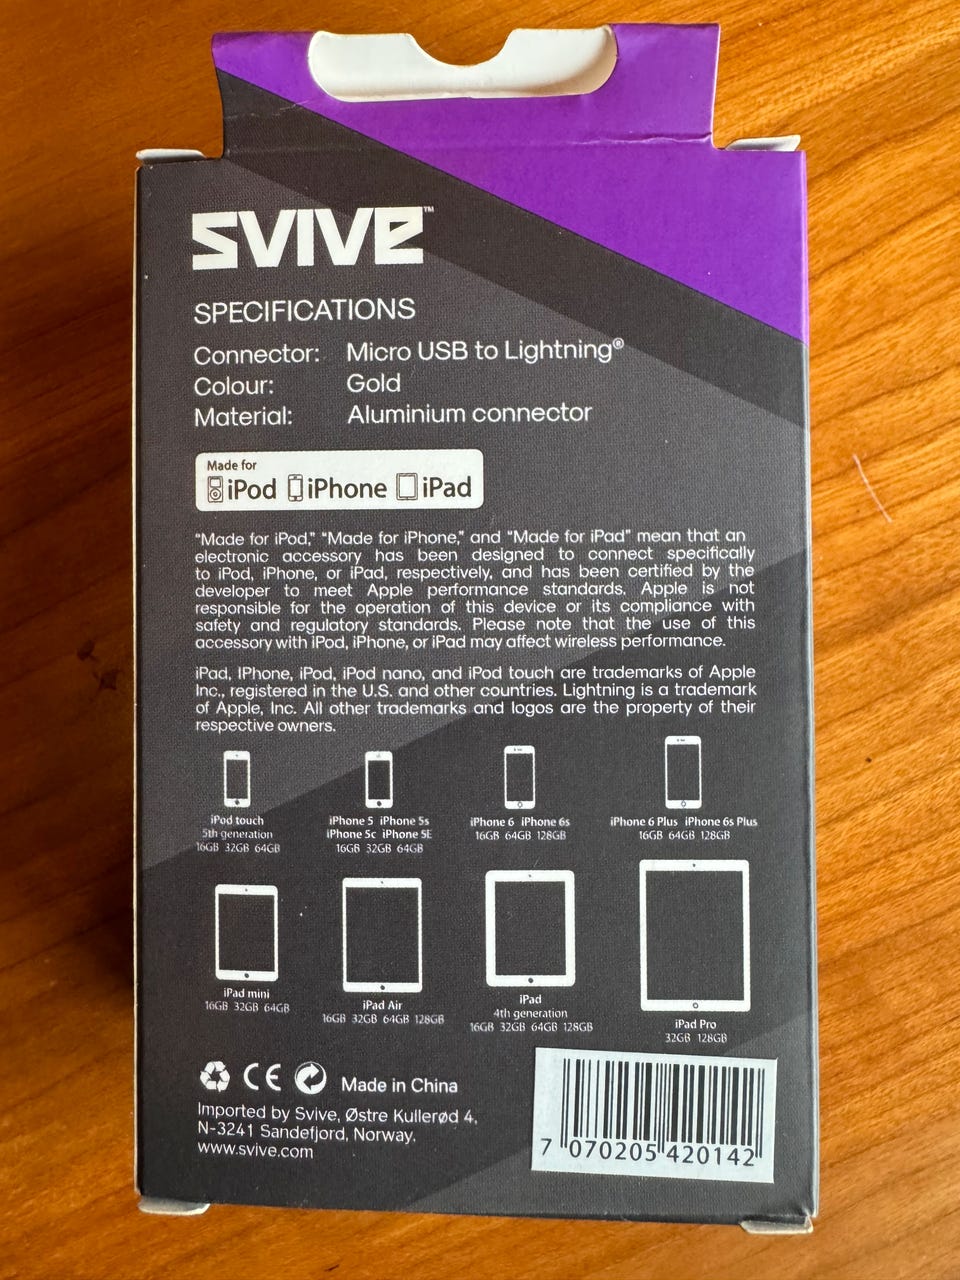 SVIVE™
SPECIFICATIONS
Connector: Micro USB to Lightning®
Colour: Gold
Material: Aluminium connector
Made for
iPod iPhone iPad
“Made for iPod,” “Made for iPhone,” and “Made for iPad” mean that an
electronic accessory has been designed to connect specifically
to iPod, iPhone, or iPad, respectively, and has been certified by the
developer to meet Apple performance standards. Apple is not
responsible for the operation of this device or its compliance with
safety and regulatory standards. Please note that the use of this
accessory with iPod, iPhone, or iPad may affect wireless performance.
iPad, IPhone, iPod, iPod nano, and iPod touch are trademarks of Apple
Inc., registered in the U.S. and other countries. Lightning is a trademark
of Apple, Inc. All other trademarks and logos are the property of their
respective owners.
iPod touch
5th generation
16GB 32GB 64GB
iPhone 5 iPhone 5s
iPhone 5c iPhone 5E
16GB 32GB 64GB
iPhone 6 iPhone 6s
16GB 64GB 128GB
iPhone 6 Plus iPhone 6s Plus
16GB 64GB 128GB
iPad mini
16GB 32GB 64GB
iPad Air
16GB 32GB 64GB 128GB
iPad
4th generation
16GB 32GB 64GB 128GB
iPad Pro
32GB 128GB
CE Made in China
Imported by Svive, Østre Kullerød 4,
N-3241 Sandefjord, Norway.
www.svive.com
7 070205 420142